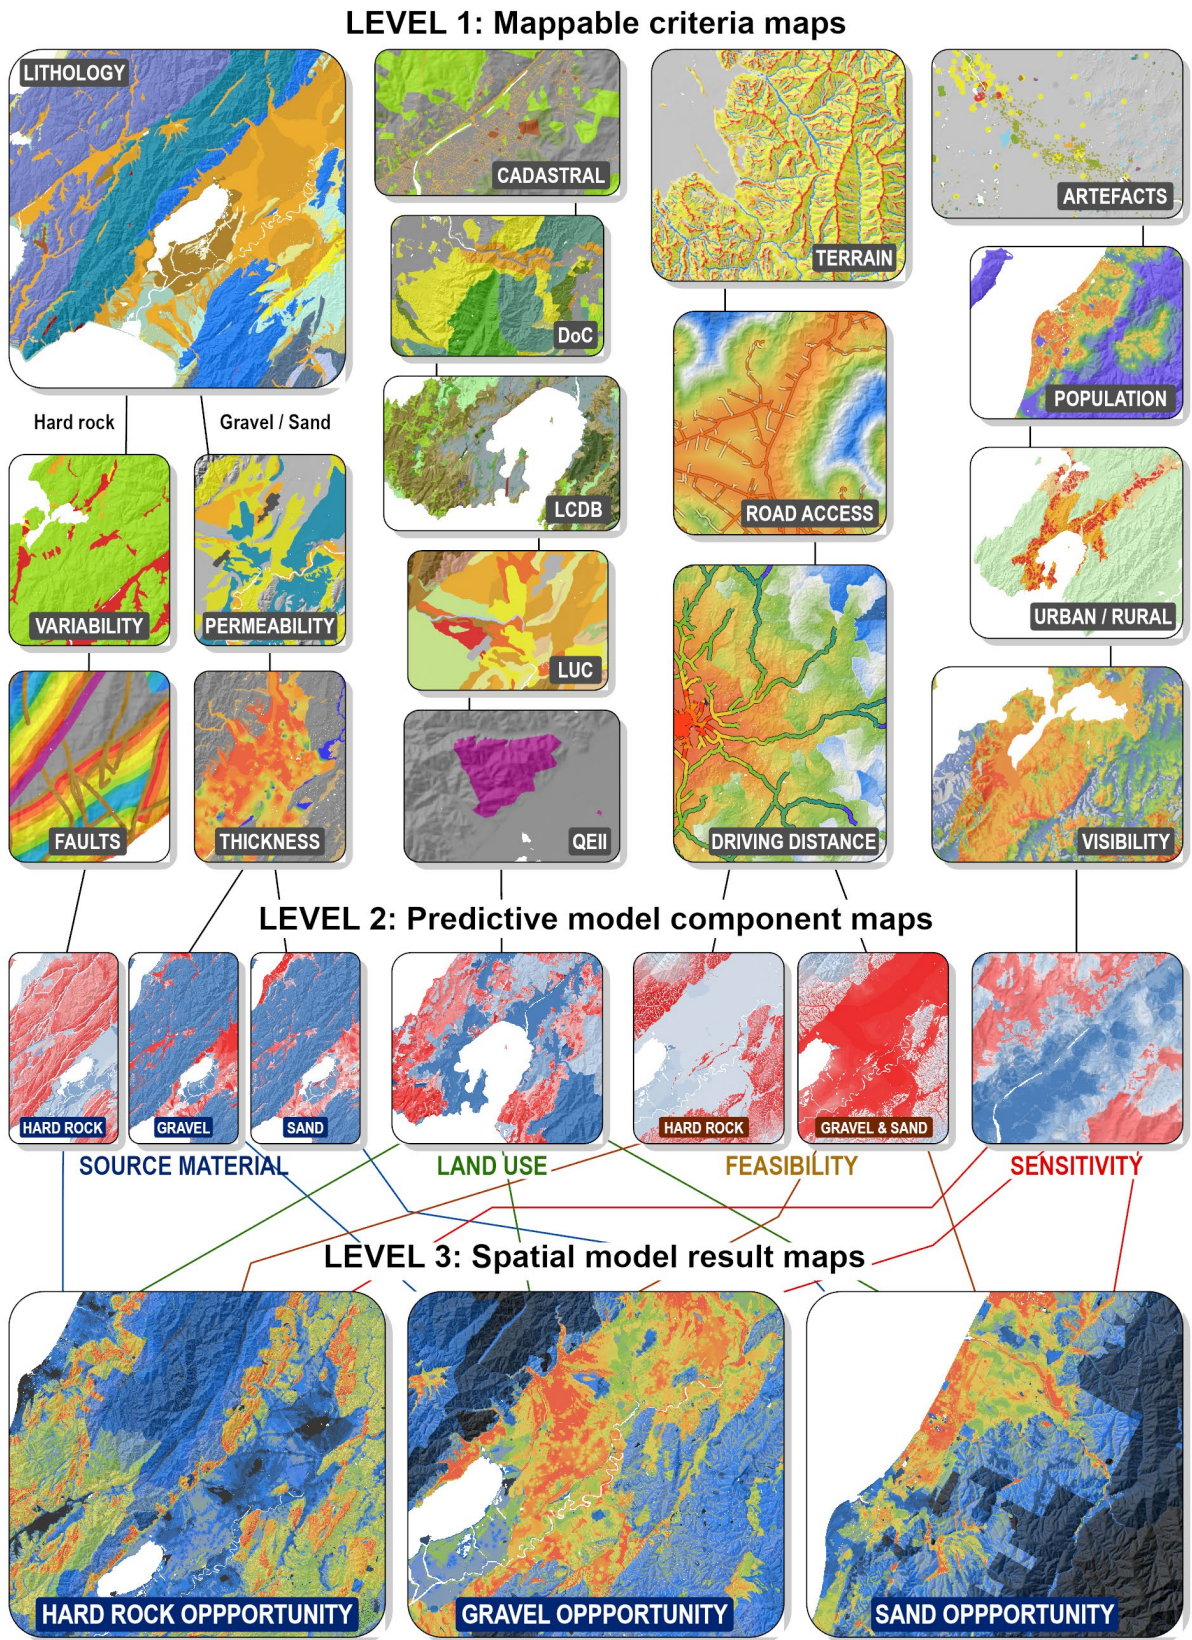 LEVEL 1: Mappable criteria maps
LITHOLOGY
CADASTRAL
TERRAIN
ARTEFACTS
DoC
POPULATION
Hard rock
Gravel / Sand
LCDB
ROAD ACCESS
VARIABILITY
PERMEABILITY
URBAN / RURAL
LUC
FAULTS
THICKNESS
QEII
DRIVING DISTANCE
VISIBILITY
LEVEL 2: Predictive model component maps
HARD ROCK
GRAVEL
SAND
HARD ROCK
GRAVEL & SAND
SOURCE MATERIAL
LAND USE
FEASIBILITY
SENSITIVITY
LEVEL 3: Spatial model result maps
HARD ROCK OPPPORTUNITY
GRAVEL OPPPORTUNITY
SAND OPPPORTUNITY